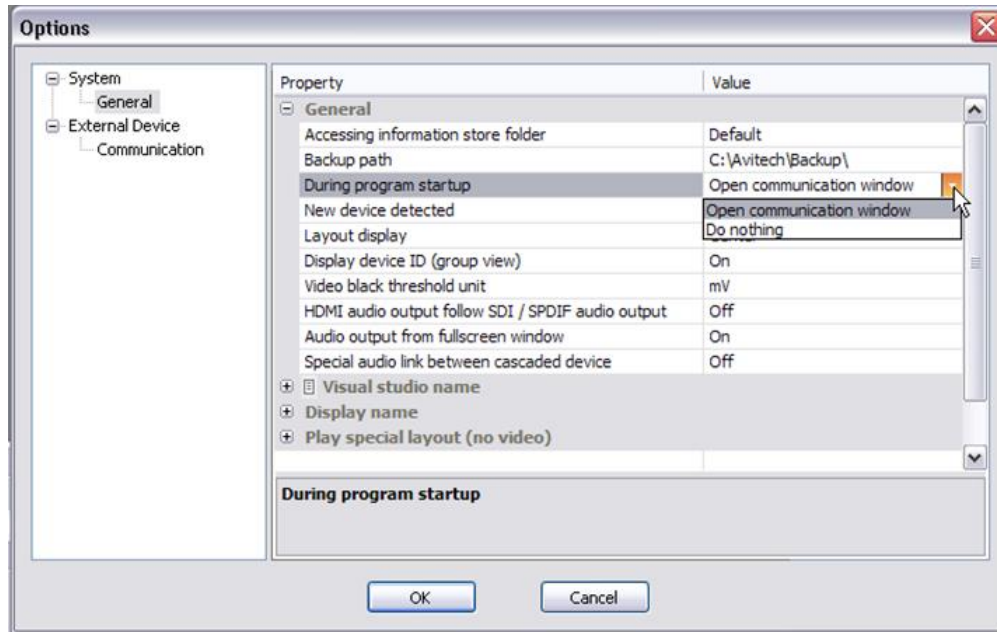 Options
System
General
External Device
Communication
Property Value
General
Accessing information store folder Default
Backup path C:\Avitech\Backup\
During program startup Open communication window
New device detected Open communication window
Layout display Do nothing
Display device ID (group view) On
Video black threshold unit mV
HDMI audio output follow SDI / SPDIF audio output Off
Audio output from fullscreen window On
Special audio link between cascaded device Off
Visual studio name
Display name
Play special layout (no video)
During program startup
OK Cancel